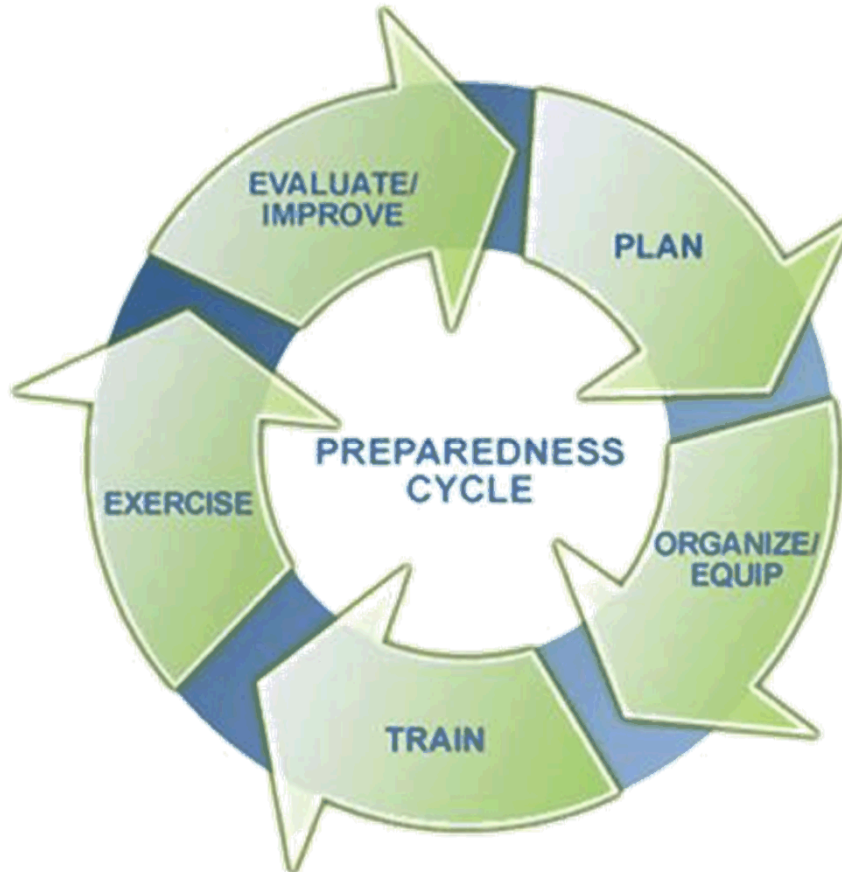 EVALUATE/
IMPROVE
PLAN
PREPAREDNESS
CYCLE
ORGANIZE/
EQUIP
TRAIN
EXERCISE